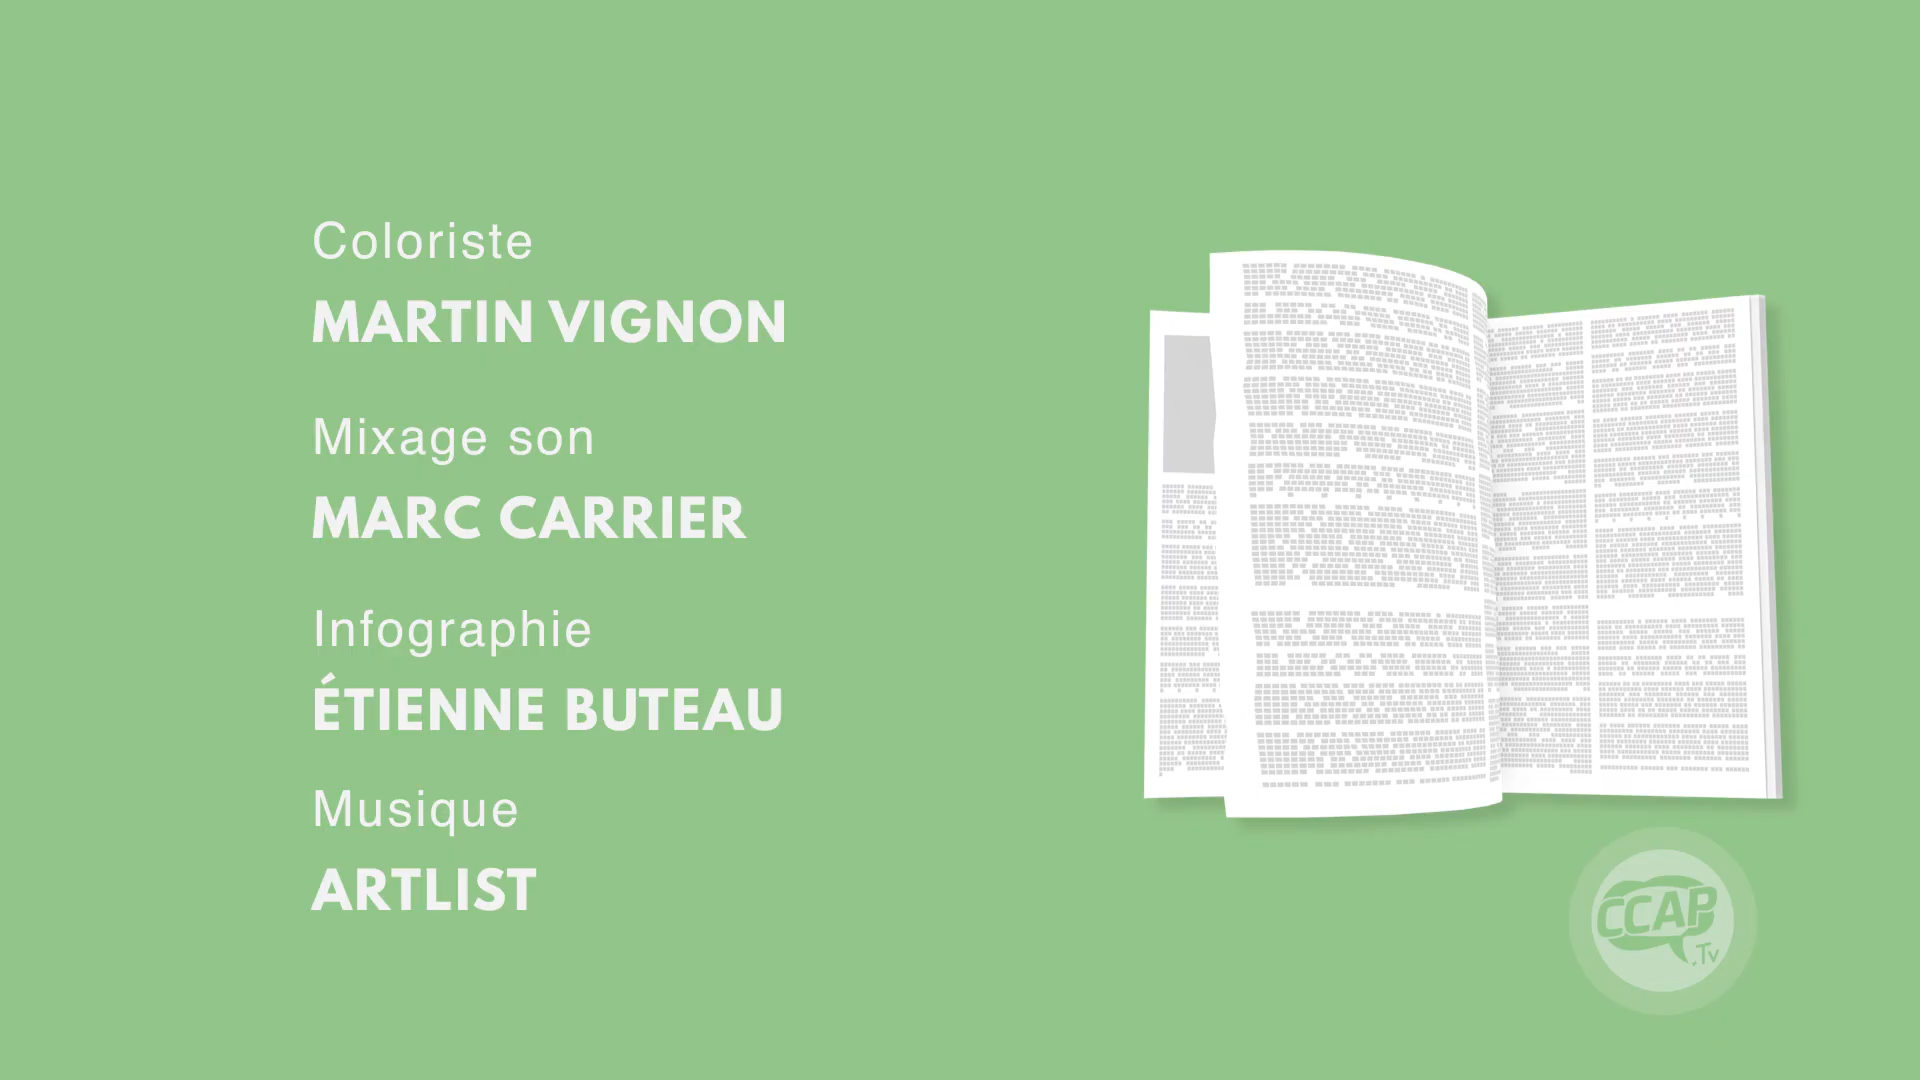 Coloriste
MARTIN VIGNON
Mixage son
MARC CARRIER
Infographie
ÉTIENNE BUTEAU
Musique
ARTLIST
CCAP
.Tv